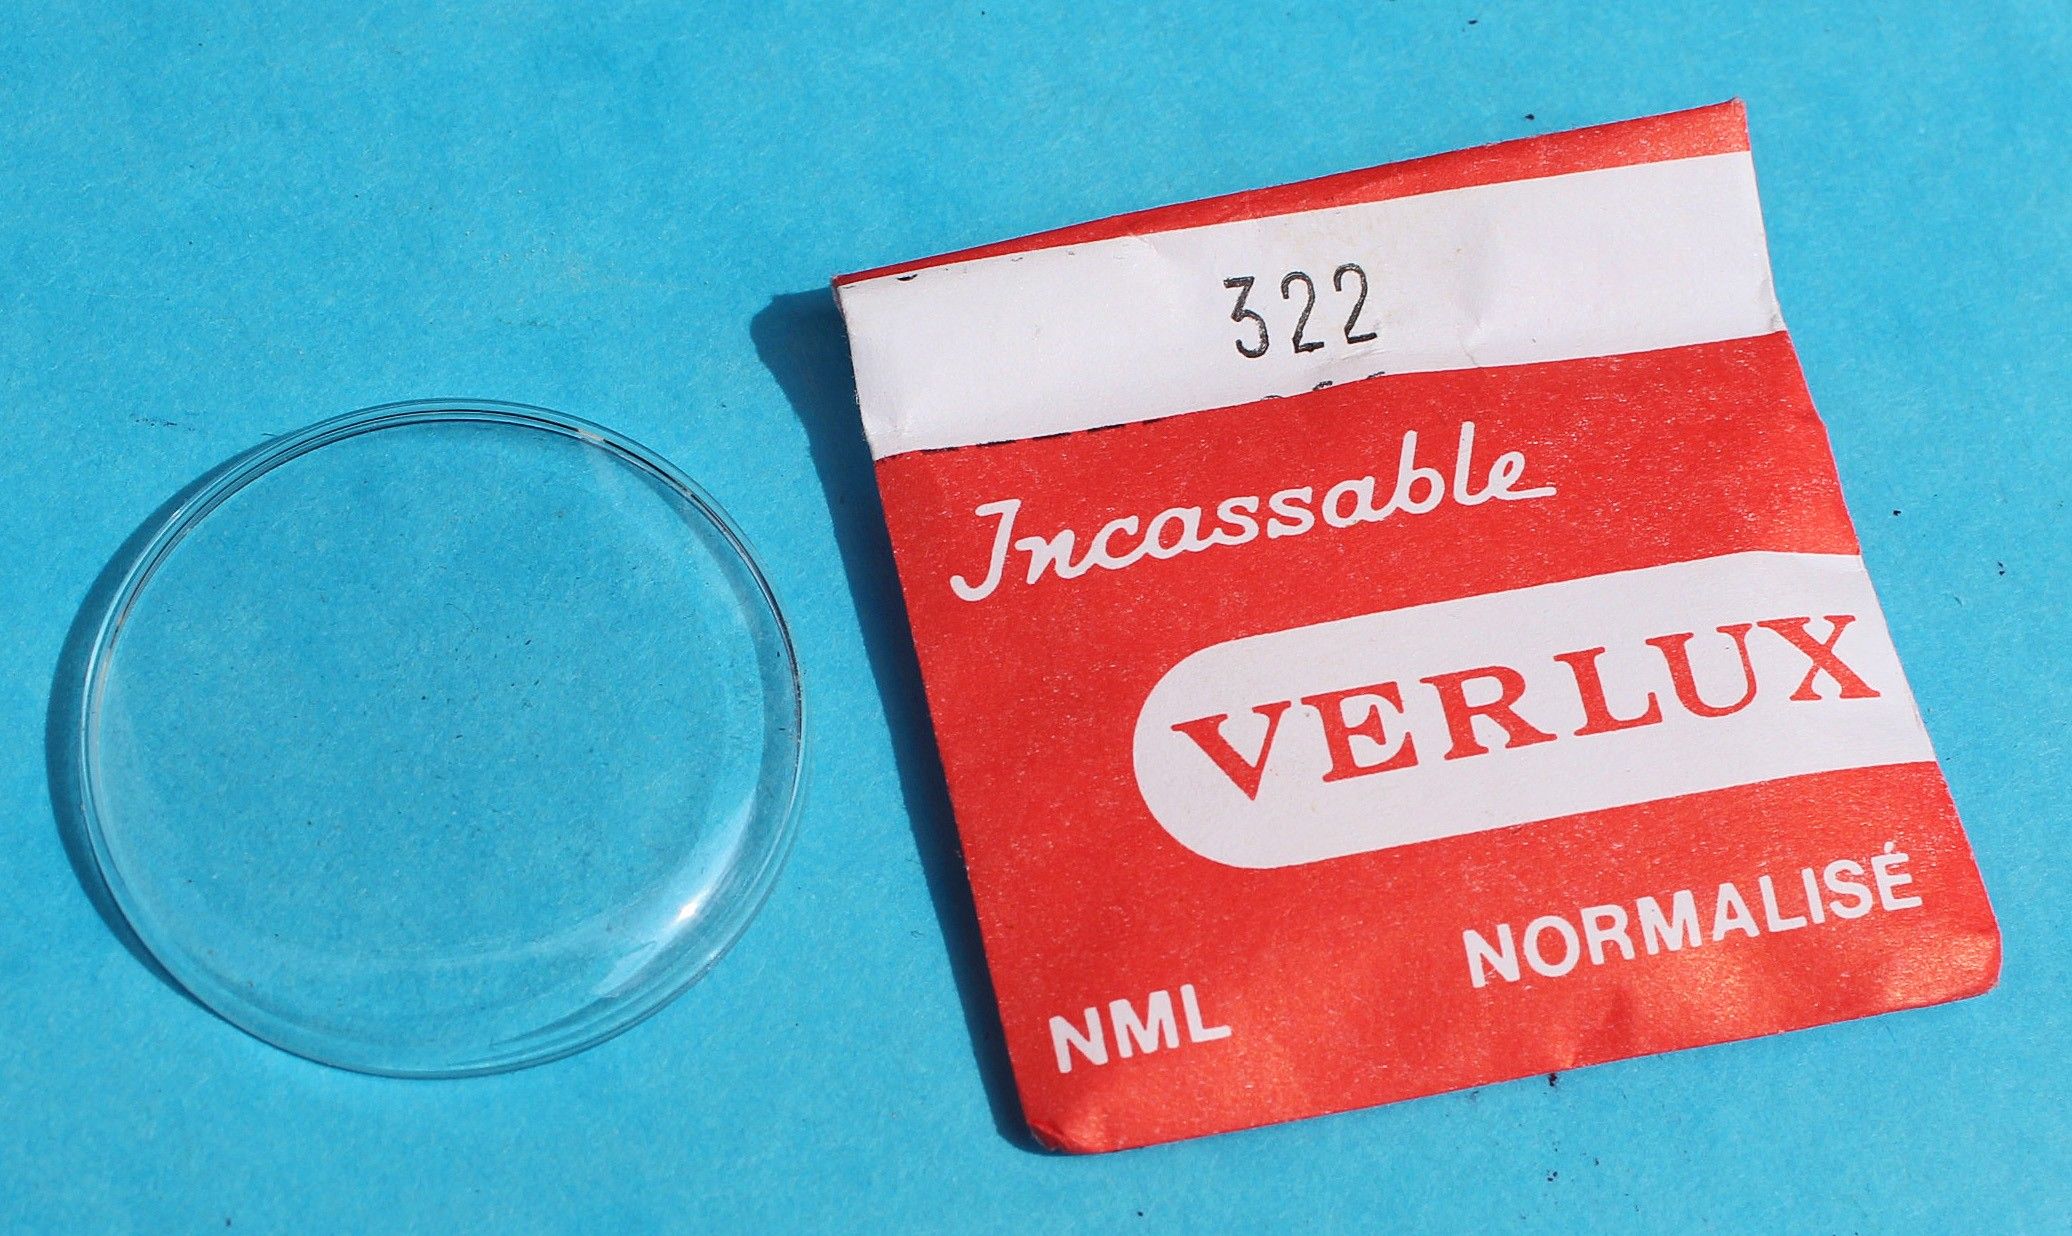 322
Incassable
VERLUX
NORMALISÉ
NML